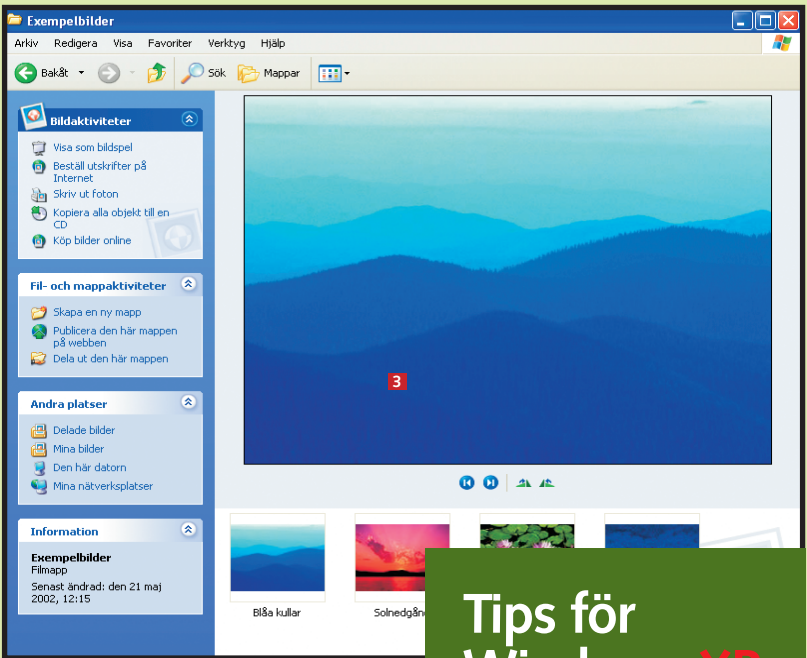 Exempelbilder
Arkiv Redigera Visa Favoriter Verktyg Hjälp
Bakåt Sök Mappar
Bildaktiviteter
Visa som bildspel
Beställ utskrifter på
Internet
Skriv ut foton
Kopiera alla objekt till en
CD
Köp bilder online
Fil- och mappaktiviteter
Skapa en ny mapp
Publicera den här mappen
på webben
Dela ut den här mappen
Andra platser
Delade bilder
Mina bilder
Den här datorn
Mina nätverksplatser
Information
Exempelbilder
Filmapp
Senast ändrad: den 21 maj
2002, 12:15
3
Blåa kullar
Solnedgån
Tips för
Windows XP